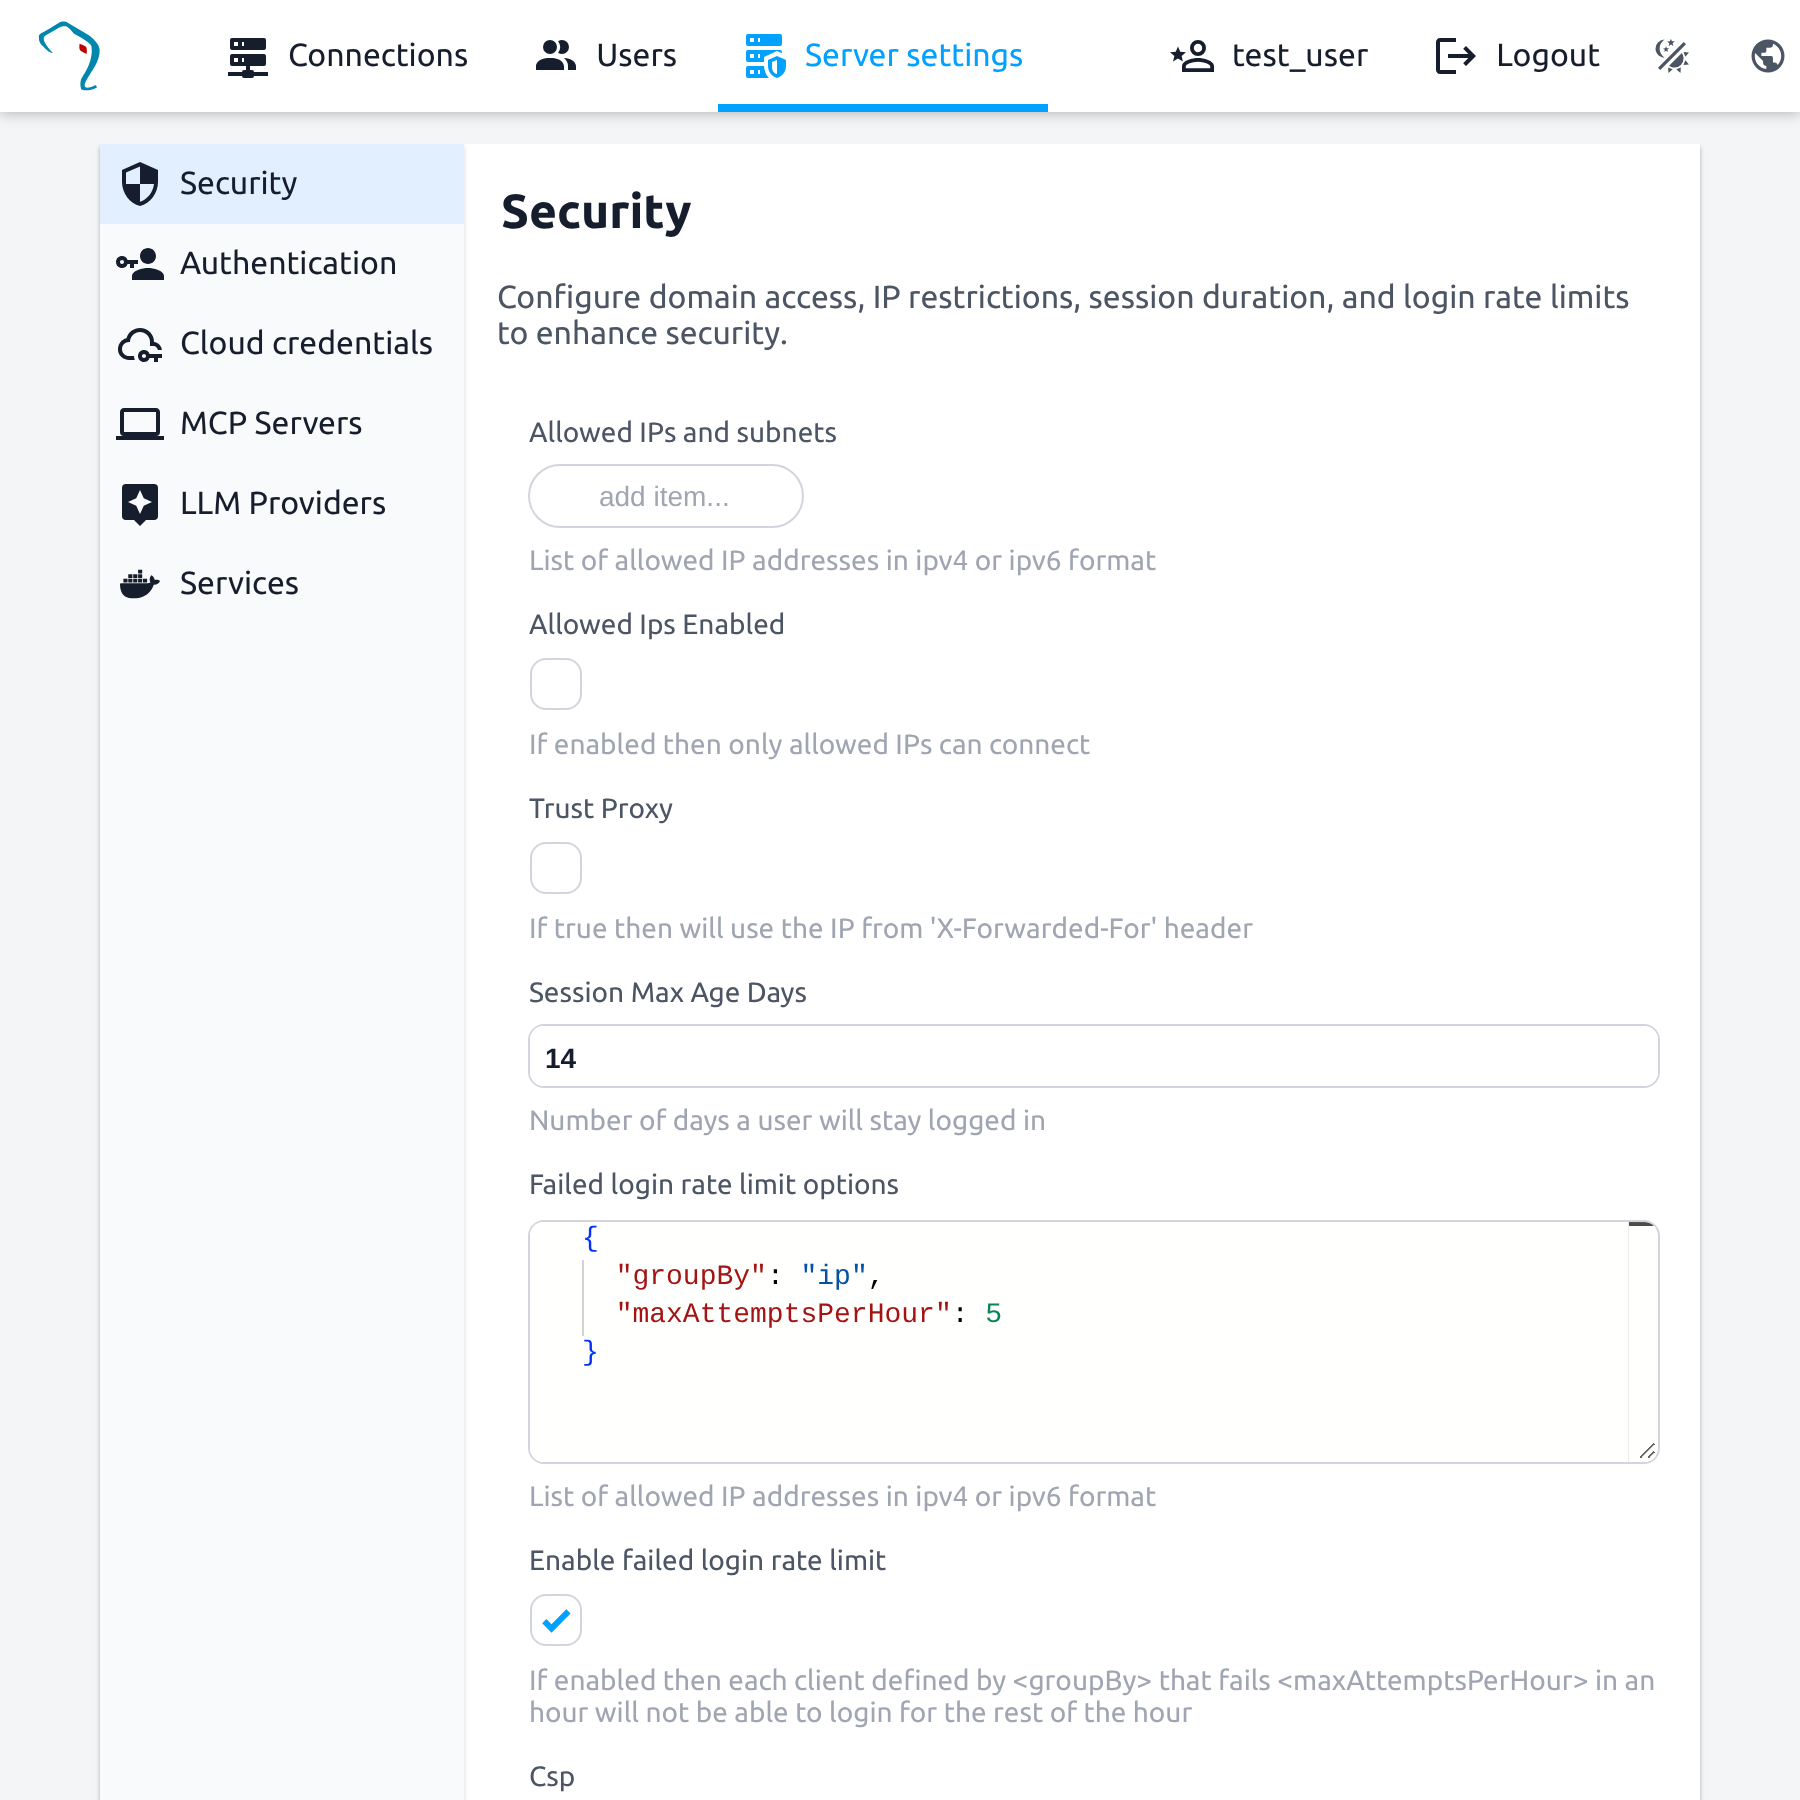 Connections
Users
Server settings
test_user
Logout
Security
Authentication
Cloud credentials
MCP Servers
LLM Providers
Services
Security
Configure domain access, IP restrictions, session duration, and login rate limits
to enhance security.
Allowed IPs and subnets
add item...
List of allowed IP addresses in ipv4 or ipv6 format
Allowed Ips Enabled
If enabled then only allowed IPs can connect
Trust Proxy
If true then will use the IP from 'X-Forwarded-For' header
Session Max Age Days
14
Number of days a user will stay logged in
Failed login rate limit options
{
"groupBy": "ip",
"maxAttemptsPerHour": 5
}
List of allowed IP addresses in ipv4 or ipv6 format
Enable failed login rate limit
If enabled then each client defined by <groupBy> that fails <maxAttemptsPerHour> in an
hour will not be able to login for the rest of the hour
Csp